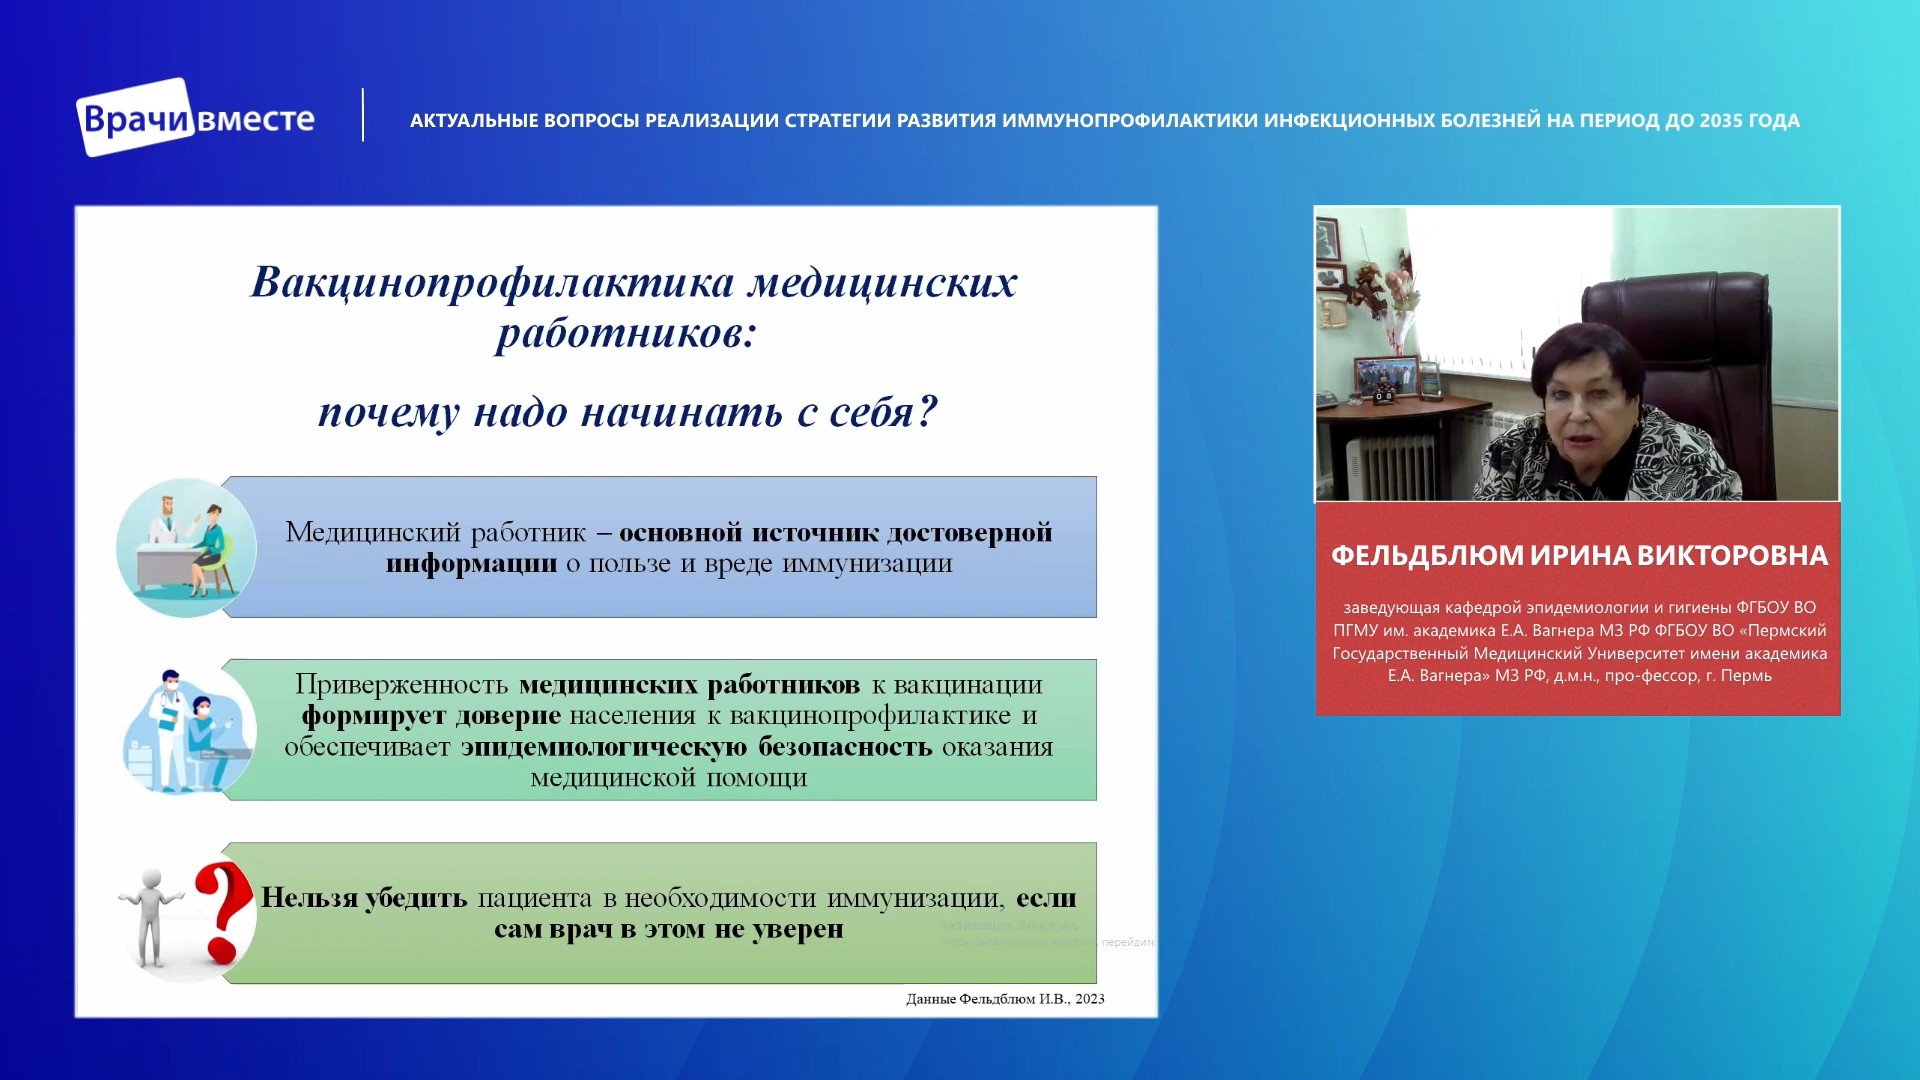 Врачи вместе
АКТУАЛЬНЫЕ ВОПРОСЫ РЕАЛИЗАЦИИ СТРАТЕГИИ РАЗВИТИЯ ИММУНОПРОФИЛАКТИКИ ИНФЕКЦИОННЫХ БОЛЕЗНЕЙ НА ПЕРИОД ДО 2035 ГОДА
Вакцинопрофилактика медицинских
работников:
почему надо начинать с себя?
Медицинский работник – основной источник достоверной
информации о пользе и вреде иммунизации
Приверженность медицинских работников к вакцинации
формирует доверие населения к вакцинопрофилактике и
обеспечивает эпидемиологическую безопасность оказания
медицинской помощи
Нельзя убедить пациента в необходимости иммунизации, если
сам врач в этом не уверен
Активация Windows
перейдите
Данные Фельдблюм И.В., 2023
ФЕЛЬДБЛЮМ ИРИНА ВИКТОРОВНА
заведующая кафедрой эпидемиологии и гигиены ФГБОУ ВО
ПГМУ им. академика Е.А. Вагнера МЗ РФ ФГБОУ ВО «Пермский
Государственный Медицинский Университет имени академика
Е.А. Вагнера» МЗ РФ, д.м.н., про-фессор, г. Пермь